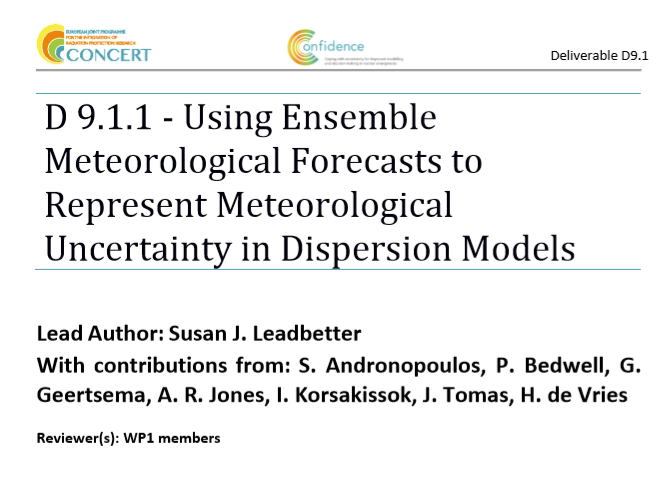 EUROPEAN JOINT PROGRAMME
FOR THE INTEGRATION OF
RADIATION PROTECTION RESEARCH
CONCERT
Confidence
Coping with uncertainty for improved modelling
and decision making in nuclear emergencies
Deliverable D9.1
D 9.1.1 - Using Ensemble
Meteorological Forecasts to
Represent Meteorological
Uncertainty in Dispersion Models
Lead Author: Susan J. Leadbetter
With contributions from: S. Andronopoulos, P. Bedwell, G.
Geertsema, A. R. Jones, I. Korsakissok, J. Tomas, H. de Vries
Reviewer(s): WP1 members